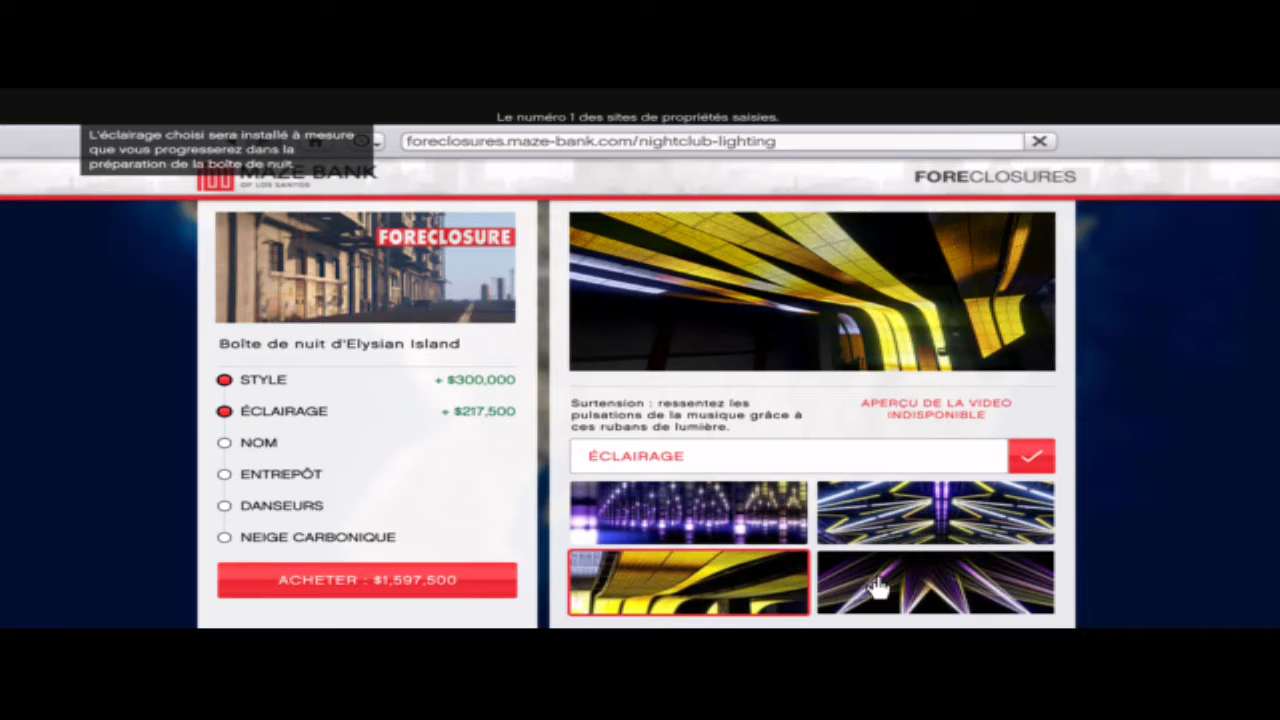 Le numéro 1 des sites de propriétés saisies.
L'éclairage choisi sera installé à mesure
que vous progresserez dans la
préparation de la boîte de nuit.
foreclosures.maze-bank.com/nightclub-lighting
MAZE BANK
OF LOS SANTOS
FORECLOSURES
FORECLOSURE
Boîte de nuit d'Elysian Island
STYLE + $300,000
ÉCLAIRAGE + $217,500
NOM
ENTREPÔT
DANSEURS
NEIGE CARBONIQUE
ACHETER : $1,597,500
Surtension : ressentez les
pulsations de la musique grâce à
ces rubans de lumière.
APERÇU DE LA VIDEO
INDISPONIBLE
ÉCLAIRAGE